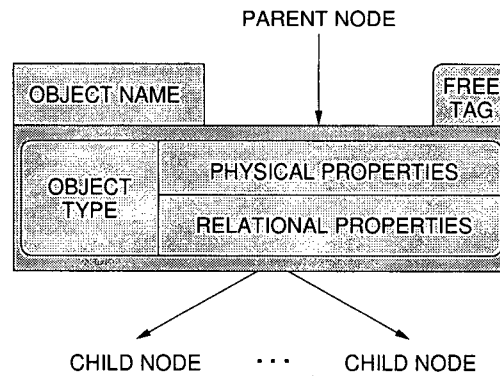 PARENT NODE
OBJECT NAME
FREE
TAG
OBJECT
TYPE
PHYSICAL PROPERTIES
RELATIONAL PROPERTIES
CHILD NODE ... CHILD NODE